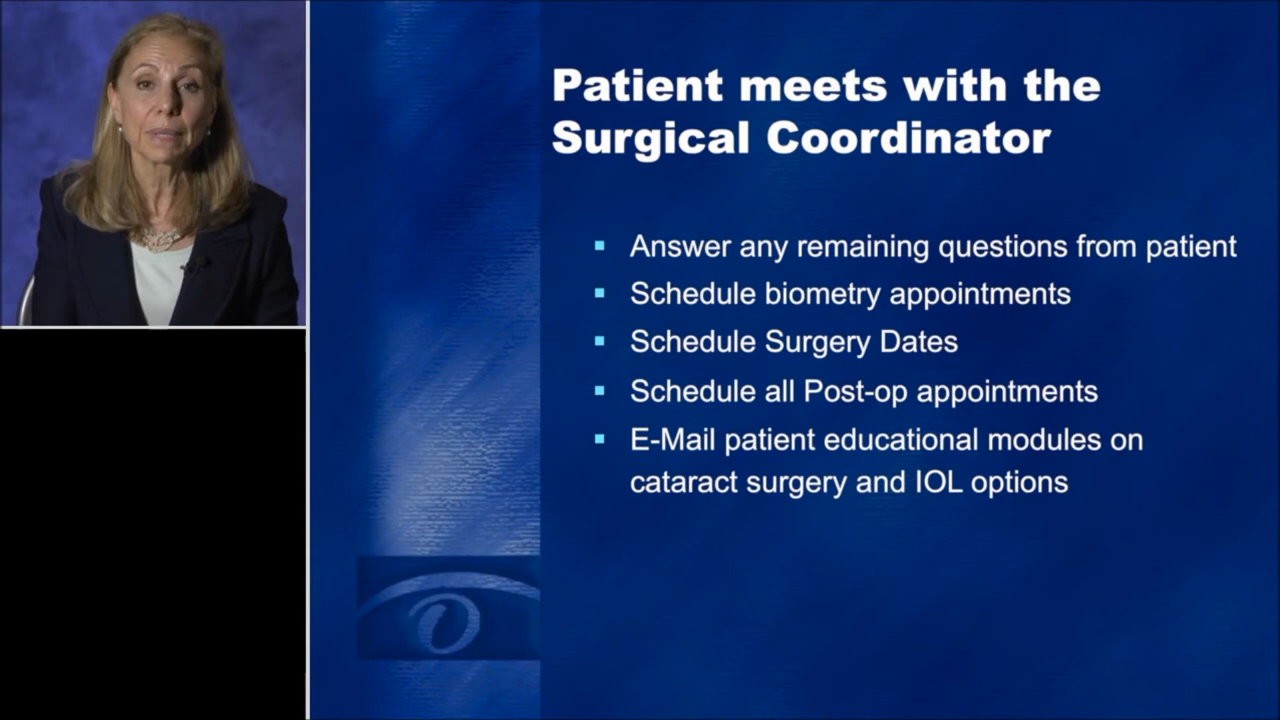 Patient meets with the
Surgical Coordinator
Answer any remaining questions from patient
Schedule biometry appointments
Schedule Surgery Dates
Schedule all Post-op appointments
E-Mail patient educational modules on
cataract surgery and IOL options